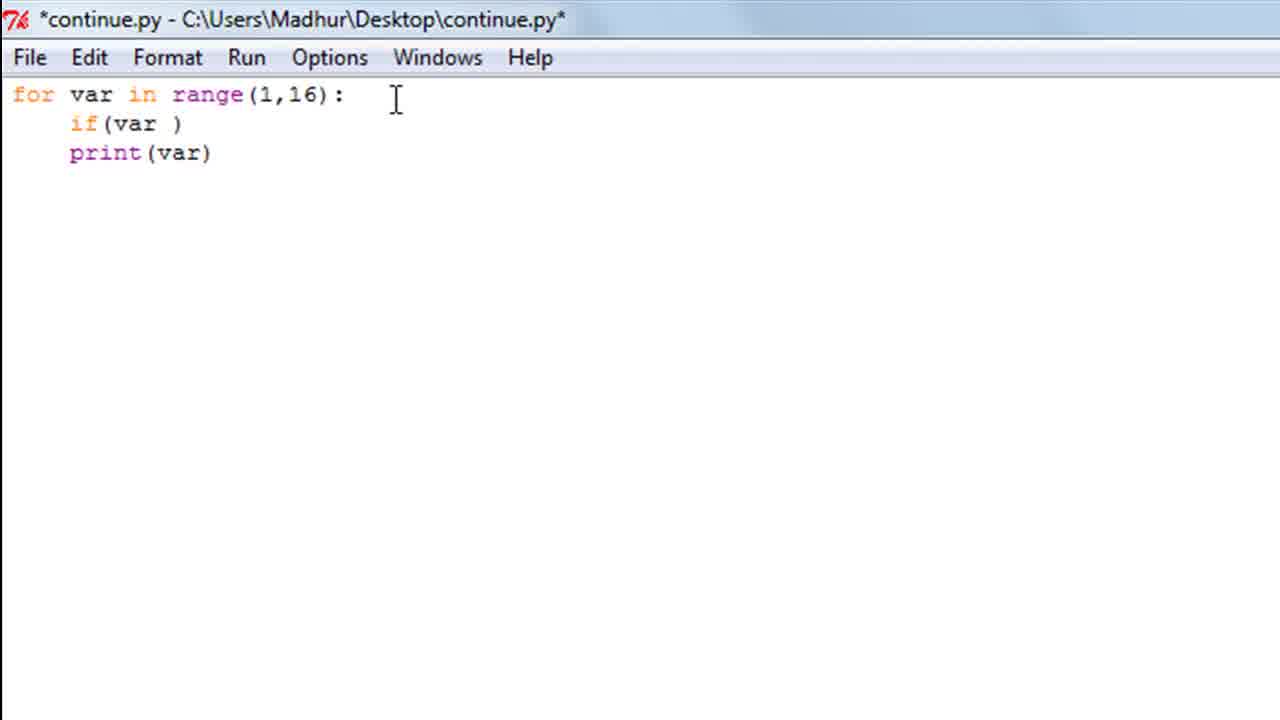 *continue.py - C:\Users\Madhur\Desktop\continue.py*
File Edit Format Run Options Windows Help
for var in range(1,16):
    if(var )
    print(var)